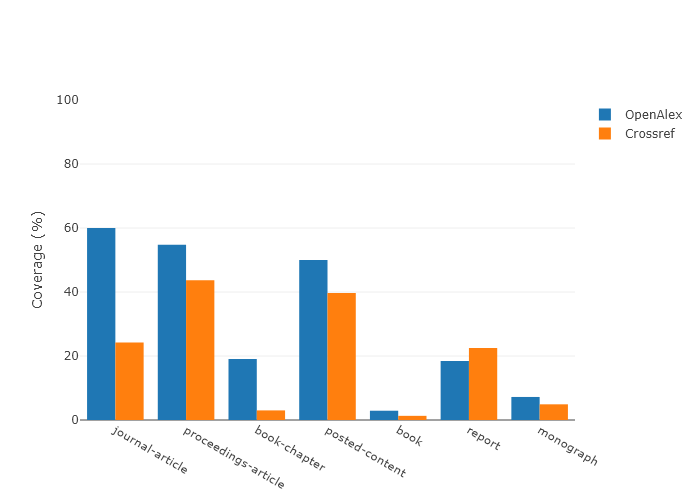 100
80
60
40
20
0
Coverage (%)
journal-article
proceedings-article
book-chapter
posted-content
book
report
monograph
OpenAlex
Crossref